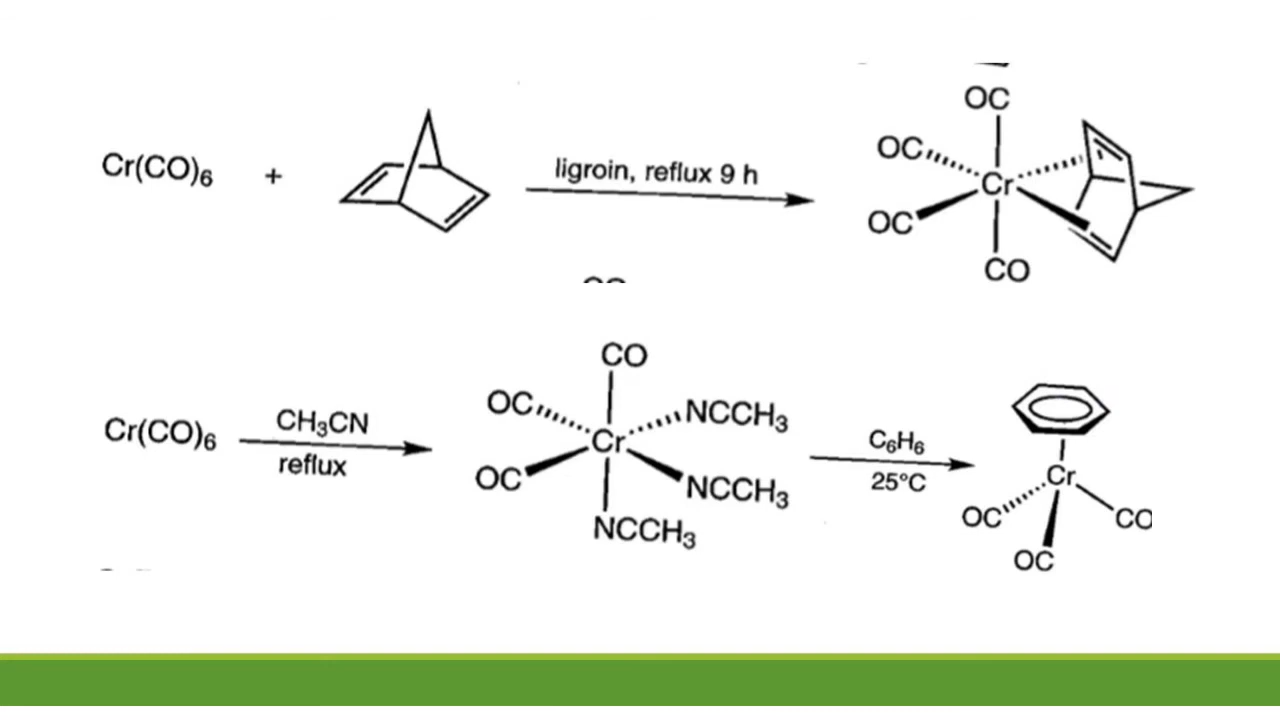 OC
Cr(CO)₆ + ligroin, reflux 9 h OC Cr
OC
CO
CO
OC NCCH₃
Cr(CO)₆ CH₃CN Cr C₆H₆
reflux OC NCCH₃ 25°C Cr
NCCH₃ OC CO
OC